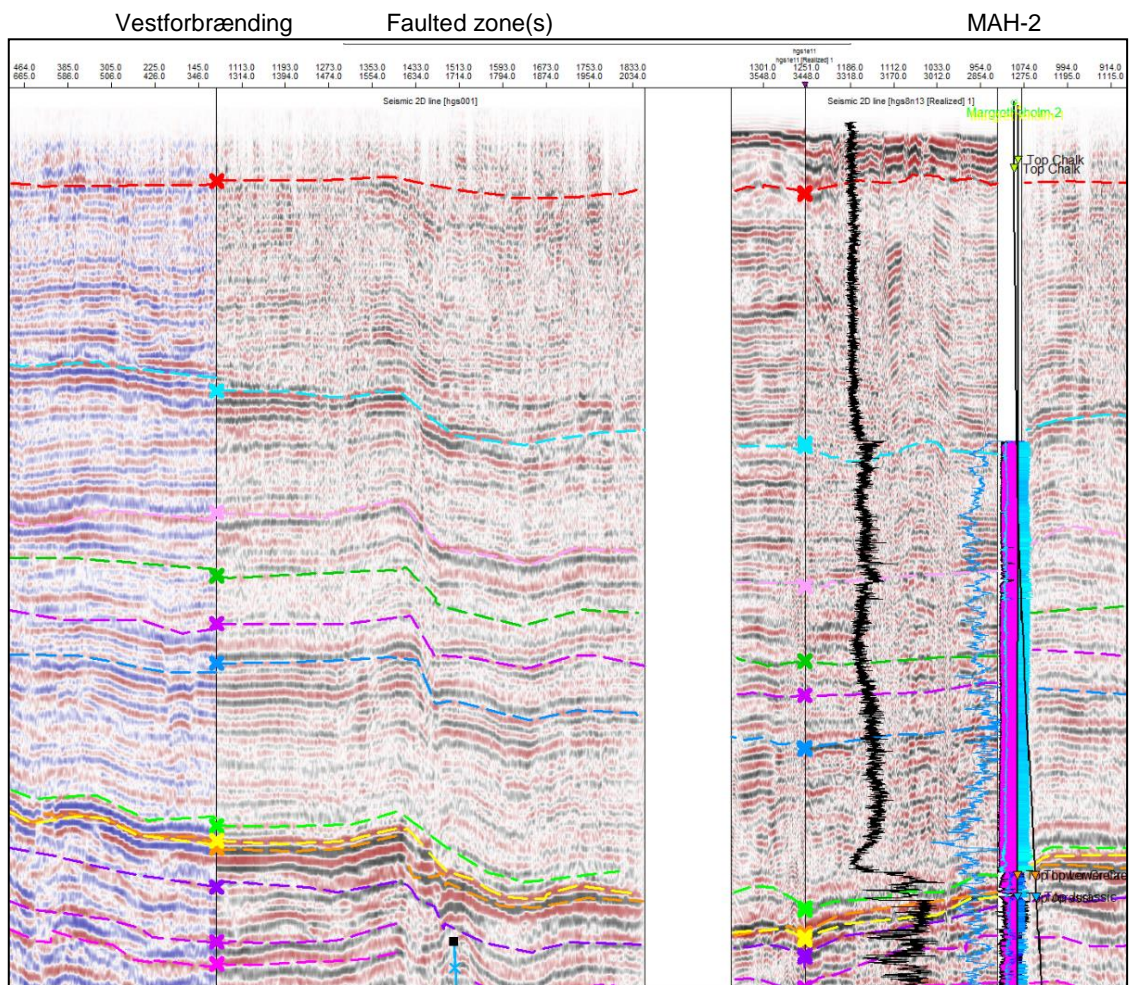 Vestforbrænding Faulted zone(s) MAH-2
hgs1e11
hgs1e11 [Realized] 1
464.0 385.0 305.0 225.0 145.0 1113.0 1193.0 1273.0 1353.0 1433.0 1513.0 1593.0 1673.0 1753.0 1833.0 1301.0 1251.0 1186.0 1112.0 1033.0 954.0 1074.0 994.0 914.0
665.0 586.0 506.0 426.0 346.0 1314.0 1394.0 1474.0 1554.0 1634.0 1714.0 1794.0 1874.0 1954.0 2034.0 3548.0 3448.0 3318.0 3170.0 3012.0 2854.0 1275.0 1195.0 1115.0
Seismic 2D line [hgs001] Seismic 2D line [hgs8n13 [Realized] 1]
Top Chalk
Top Chalk